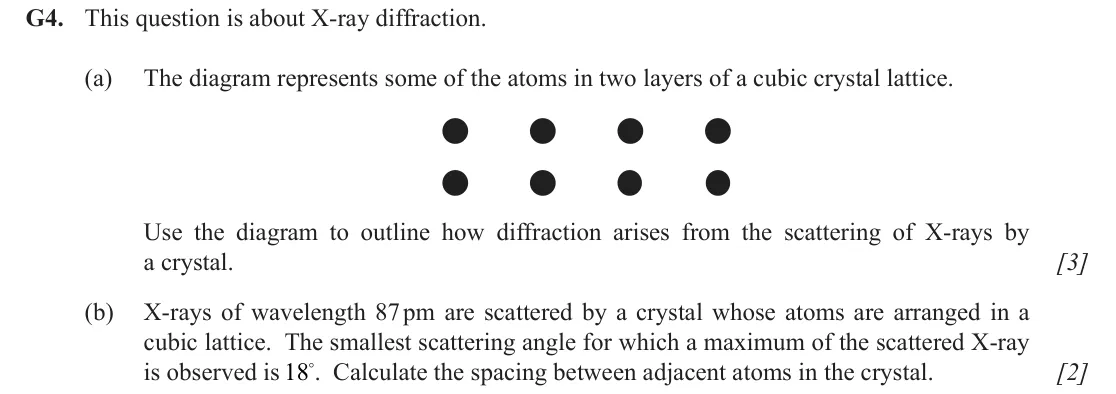 G4. This question is about X-ray diffraction.
(a) The diagram represents some of the atoms in two layers of a cubic crystal lattice.
Use the diagram to outline how diffraction arises from the scattering of X-rays by
a crystal. [3]
(b) X-rays of wavelength 87 pm are scattered by a crystal whose atoms are arranged in a
cubic lattice. The smallest scattering angle for which a maximum of the scattered X-ray
is observed is 18°. Calculate the spacing between adjacent atoms in the crystal. [2]